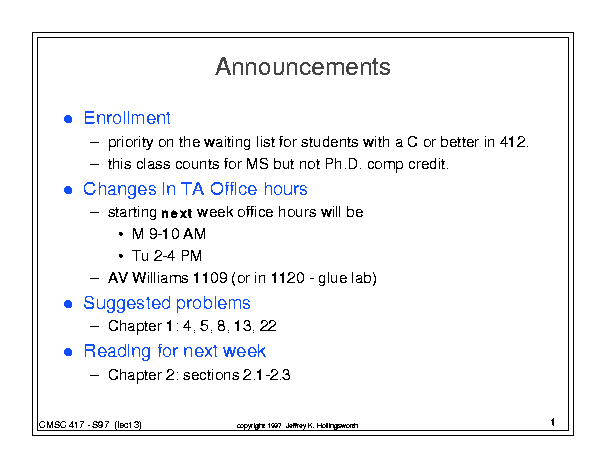 Announcements
● Enrollment
– priority on the waiting list for students with a C or better in 412.
– this class counts for MS but not Ph.D. comp credit.
● Changes in TA Office hours
– starting next week office hours will be
• M 9-10 AM
• Tu 2-4 PM
– AV Williams 1109 (or in 1120 - glue lab)
● Suggested problems
– Chapter 1: 4, 5, 8, 13, 22
● Reading for next week
– Chapter 2: sections 2.1-2.3
CMSC 417 - S97 (lect 3)
copyright 1997 Jeffrey K. Hollingsworth
1